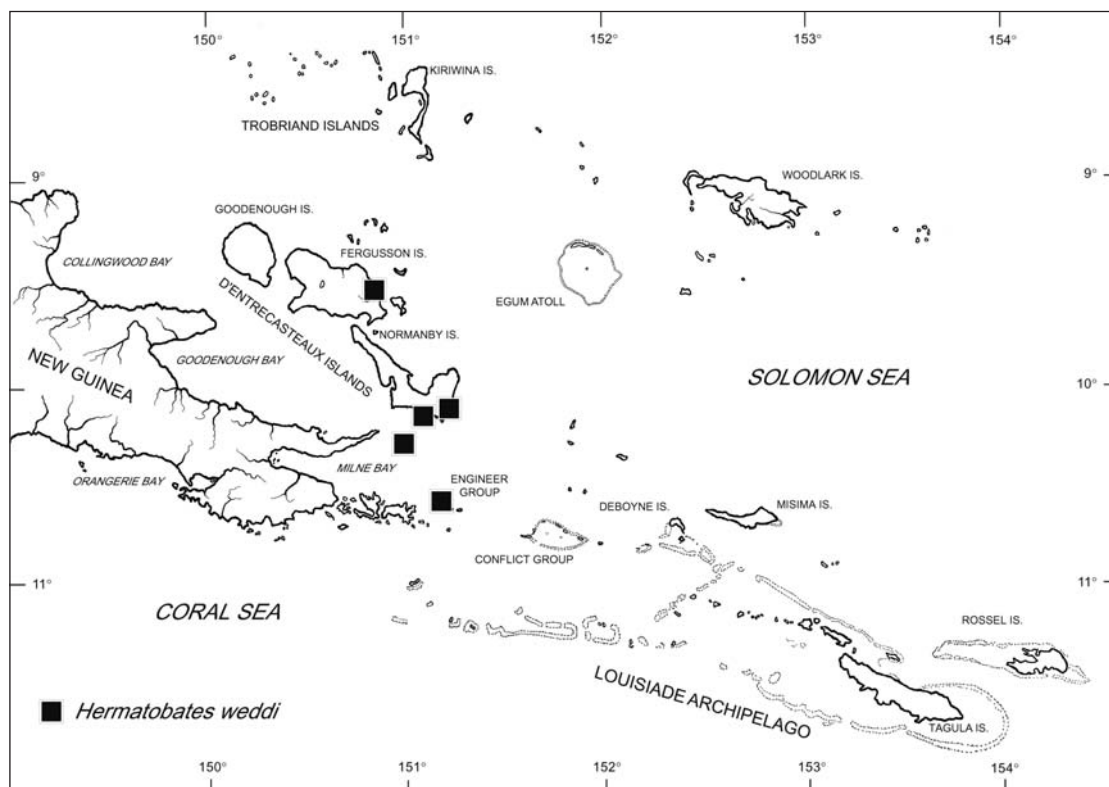 150° 151° 152° 153° 154°
KIRIWINA IS.
TROBRIAND ISLANDS
9° 9°
WOODLARK IS.
GOODENOUGH IS.
FERGUSSON IS.
COLLINGWOOD BAY
EGUM ATOLL
D'ENTRECASTEAUX ISLANDS
NORMANBY IS.
GOODENOUGH BAY
NEW GUINEA
SOLOMON SEA
10°
MILNE BAY
ORANGERIE BAY
ENGINEER
GROUP
DEBOYNE IS.
MISIMA IS.
CONFLICT GROUP
11° 11°
CORAL SEA
ROSSEL IS.
LOUISIADE ARCHIPELAGO
Hermatobates weddi
TAGULA IS.
150° 151° 152° 153° 154°